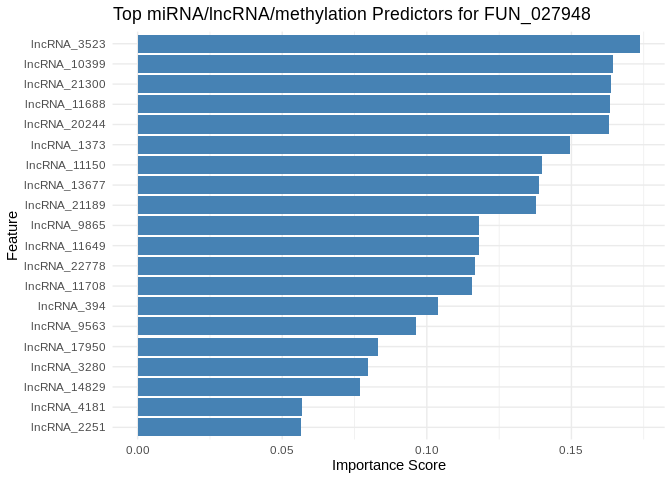 Top miRNA/lncRNA/methylation Predictors for FUN_027948
lncRNA_3523
lncRNA_10399
lncRNA_21300
lncRNA_11688
lncRNA_20244
lncRNA_1373
lncRNA_11150
lncRNA_13677
lncRNA_21189
lncRNA_9865
lncRNA_11649
lncRNA_22778
lncRNA_11708
lncRNA_394
lncRNA_9563
lncRNA_17950
lncRNA_3280
lncRNA_14829
lncRNA_4181
lncRNA_2251
Feature
0.00 0.05 0.10 0.15
Importance Score